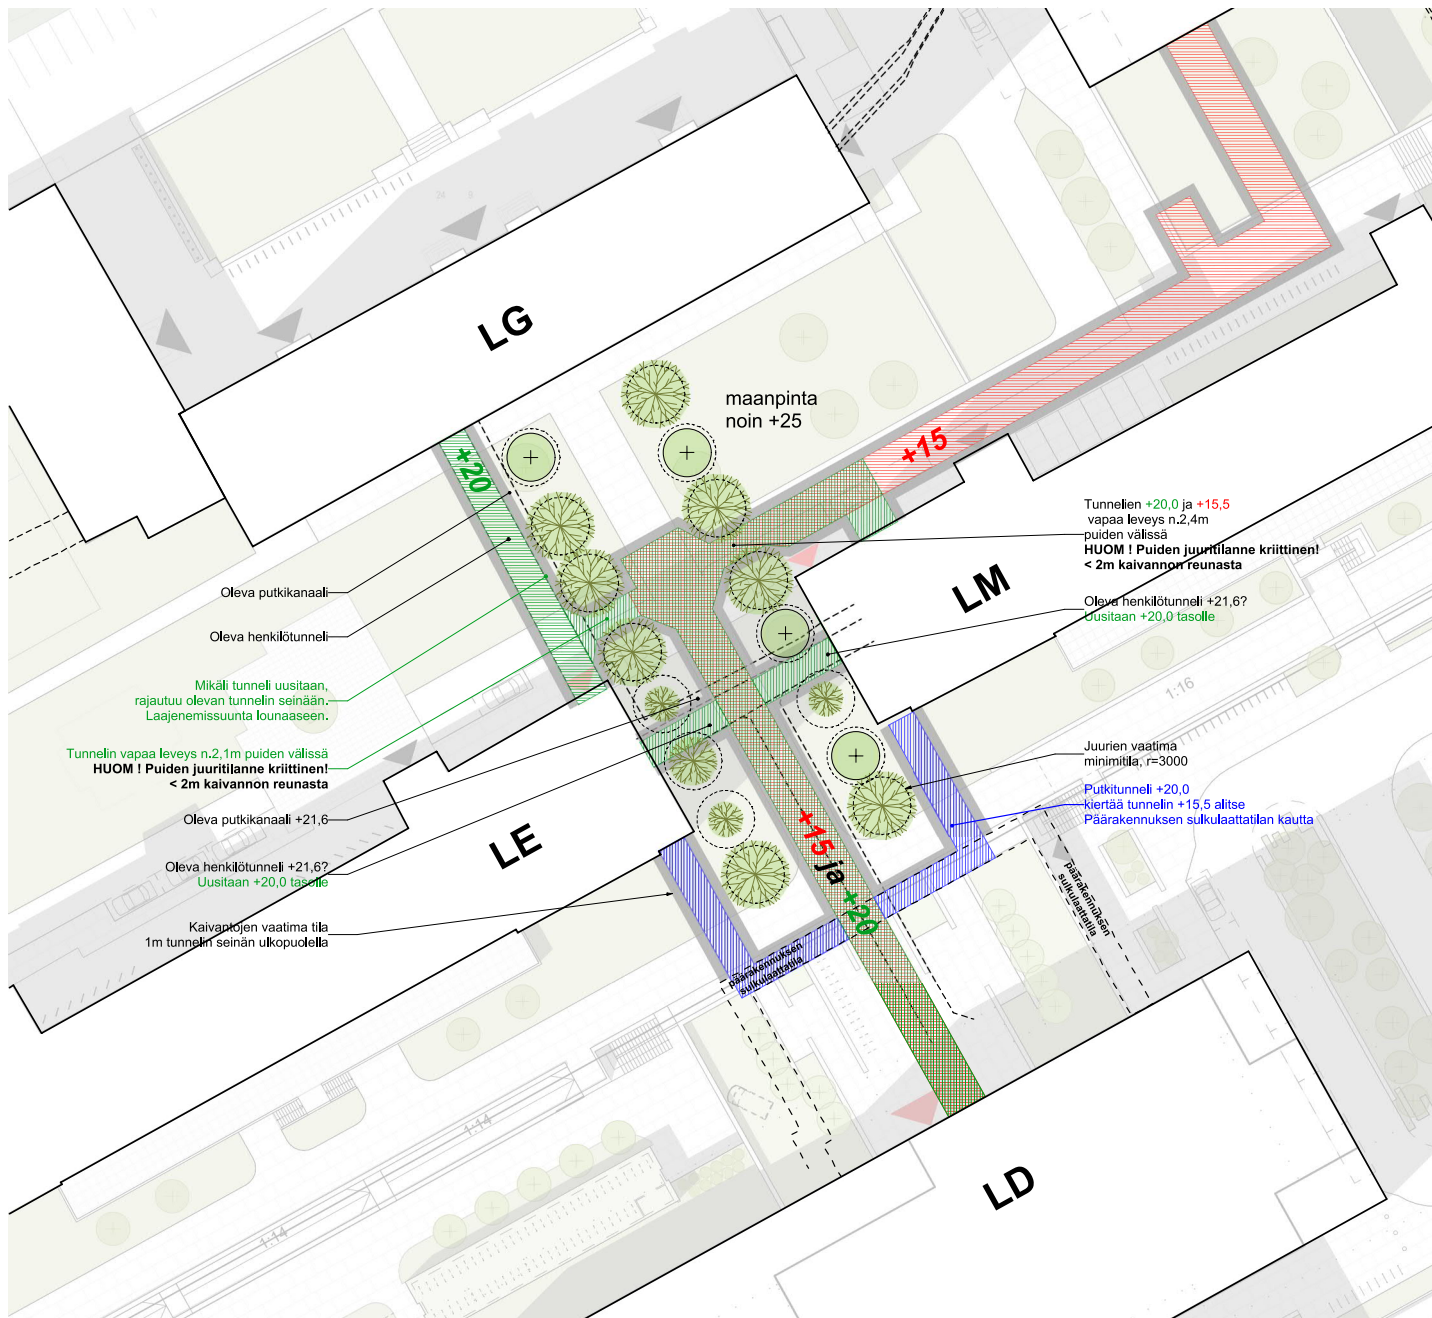 LG
+20
maanpinta
noin +25
+15
Tunnelien +20,0 ja +15,5
vapaa leveys n.2,4m
puiden välissä
HUOM ! Puiden juuritilanne kriittinen!
< 2m kaivannon reunasta
LM
Oleva henkilötunneli +21,6?
Uusitaan +20,0 tasolle
Oleva putkikanaali
Oleva henkilötunneli
Mikäli tunneli uusitaan,
rajautuu olevan tunnelin seinään.
Laajenemissuunta lounaaseen.
1:16
Tunnelin vapaa leveys n.2,1m puiden välissä
HUOM ! Puiden juuritilanne kriittinen!
< 2m kaivannon reunasta
Juurien vaatima
minimitila, r=3000
Putkitunneli +20,0
kiertää tunnelin +15,5 alitse
Päärakennuksen sulkulaattatilan kautta
Oleva putkikanaali +21,6
LE
+15 ja +20
Oleva henkilötunneli +21,6?
Uusitaan +20,0 tasolle
päärakennuksen
sulkulaattatila
Kaivantojen vaatima tila
1m tunnelin seinän ulkopuolella
päärakennuksen
sulkulaattatila
1:14
LD
1:14